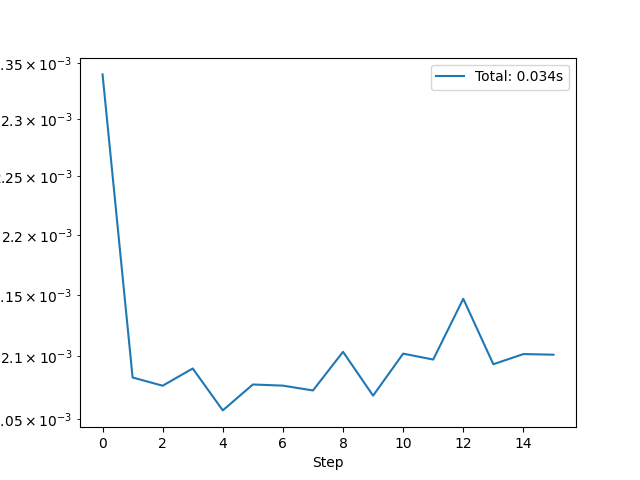 Total: 0.034s
.35 × 10⁻³
2.3 × 10⁻³
2.25 × 10⁻³
2.2 × 10⁻³
.15 × 10⁻³
2.1 × 10⁻³
.05 × 10⁻³
0 2 4 6 8 10 12 14
Step